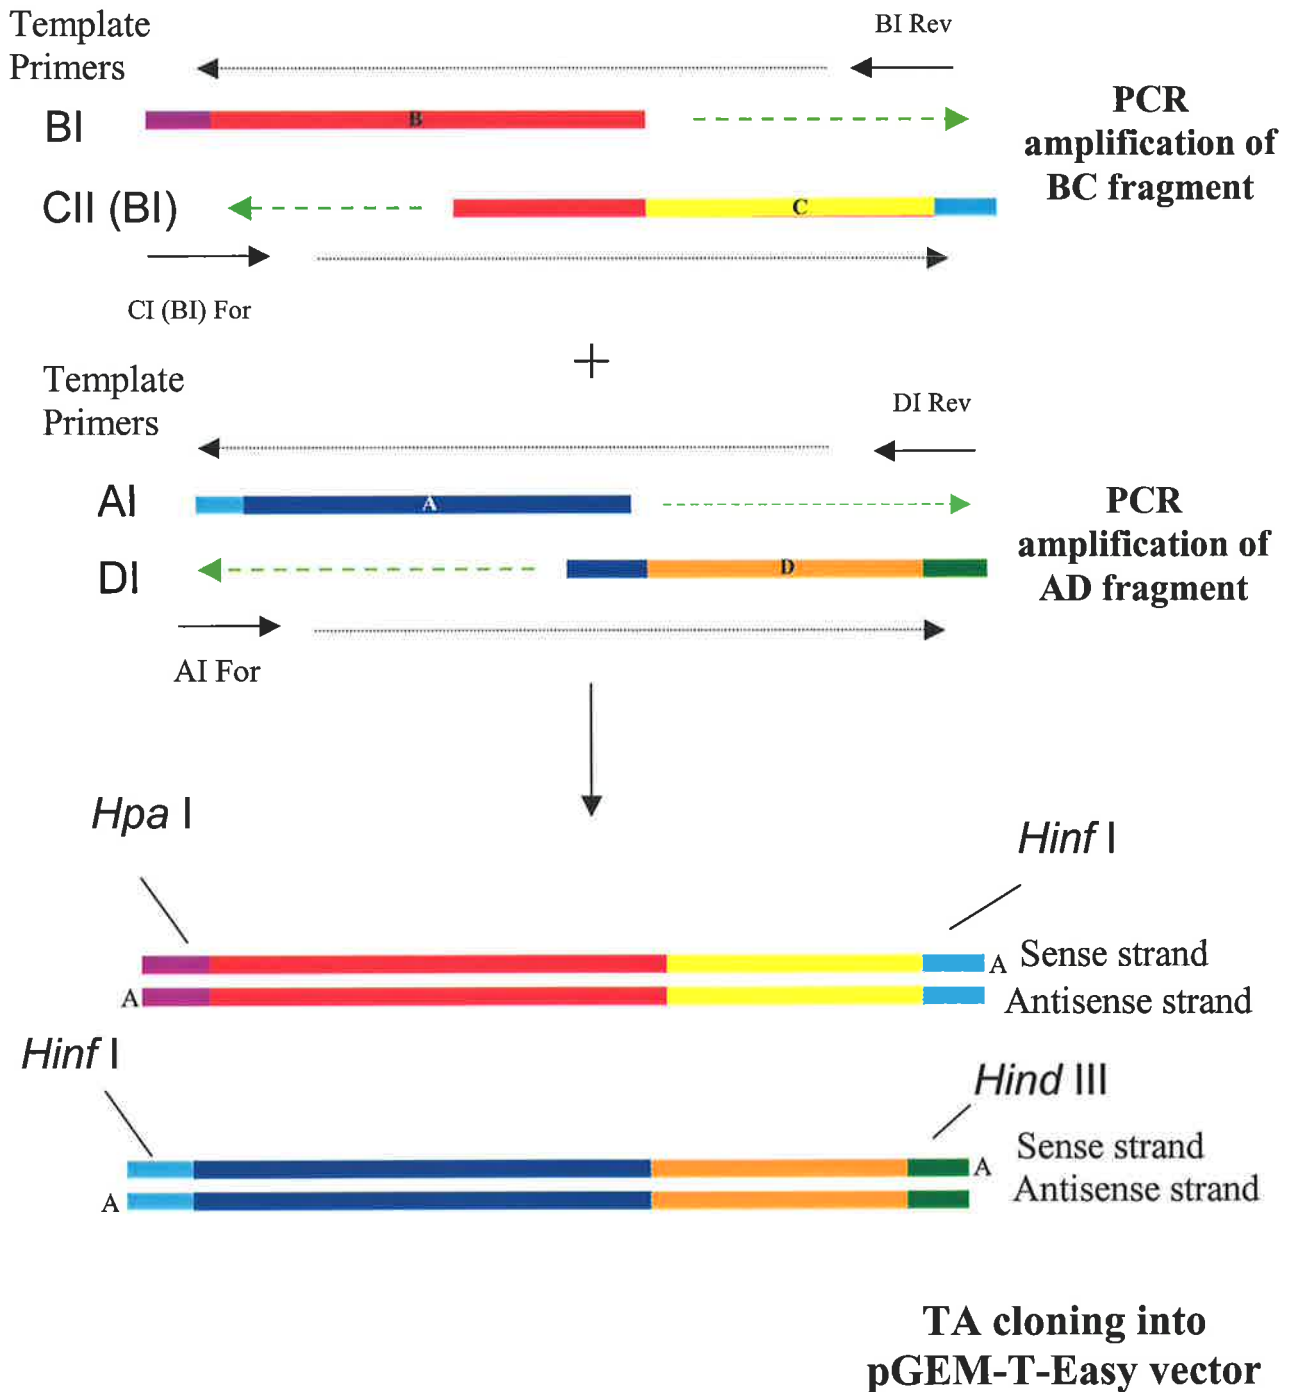 Template
Primers
BI Rev
BI
B
PCR
amplification of
BC fragment
CII (BI)
C
CI (BI) For
+
Template
Primers
DI Rev
AI
A
PCR
amplification of
AD fragment
DI
D
AI For
Hpa I
Hinf I
A Sense strand
A
Antisense strand
Hinf I
Hind III
A Sense strand
A
Antisense strand
TA cloning into
pGEM-T-Easy vector